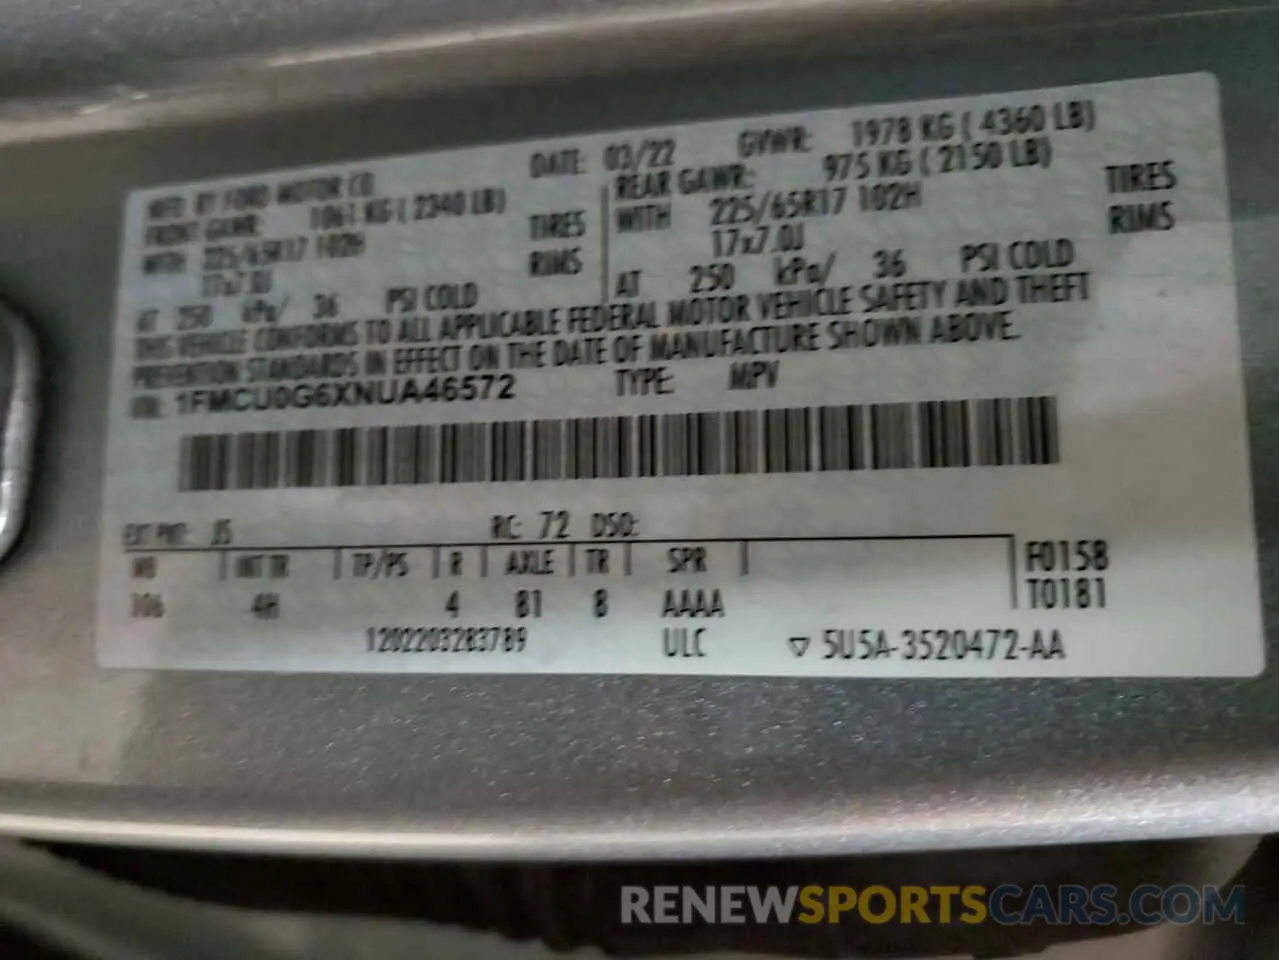 MFD. BY FORD MOTOR CO
DATE: 03/22 GVWR: 1978 KG ( 4360 LB)
FRONT GAWR: 1061 KG ( 2340 LB)
WITH 225/65R17 102H TIRES
17x7.0J RIMS
AT 250 kPa/ 36 PSI COLD
REAR GAWR: 975 KG ( 2150 LB)
WITH 225/65R17 102H TIRES
17x7.0J RIMS
AT 250 kPa/ 36 PSI COLD
THIS VEHICLE CONFORMS TO ALL APPLICABLE FEDERAL MOTOR VEHICLE SAFETY AND THEFT
PREVENTION STANDARDS IN EFFECT ON THE DATE OF MANUFACTURE SHOWN ABOVE.
VIN: 1FMCU0G6XNUA46572 TYPE: MPV
EXT PNT: JS RC: 72 DSO:
WB INT TR TP/PS R AXLE TR SPR F0158
106 4H 4 81 8 AAAA T0181
1202203283789 ULC ▽ 5U5A-3520472-AA
RENEWSPORTSCARS.COM